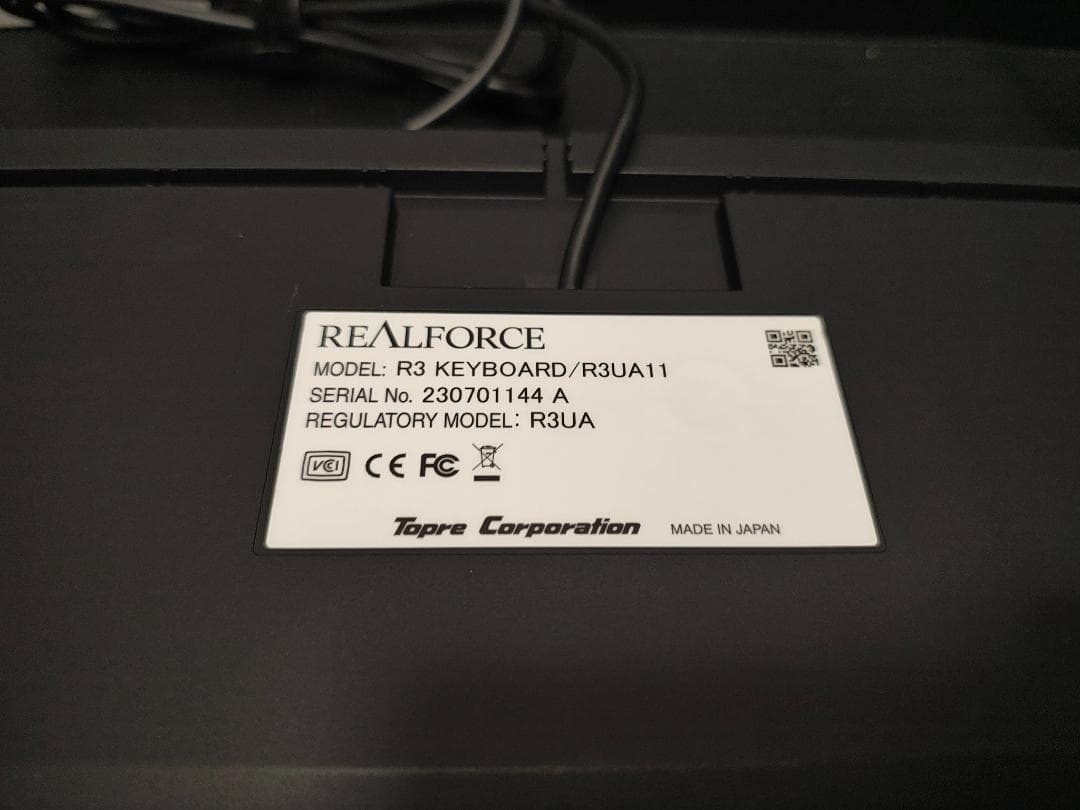 REALFORCE
MODEL: R3 KEYBOARD/R3UA11
SERIAL No. 230701144 A
REGULATORY MODEL: R3UA
VCI CE FC
Topre Corporation MADE IN JAPAN